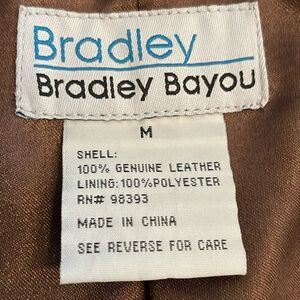 Bradley
Bradley Bayou
M
SHELL:
100% GENUINE LEATHER
LINING:100%POLYESTER
RN# 98393
MADE IN CHINA
SEE REVERSE FOR CARE